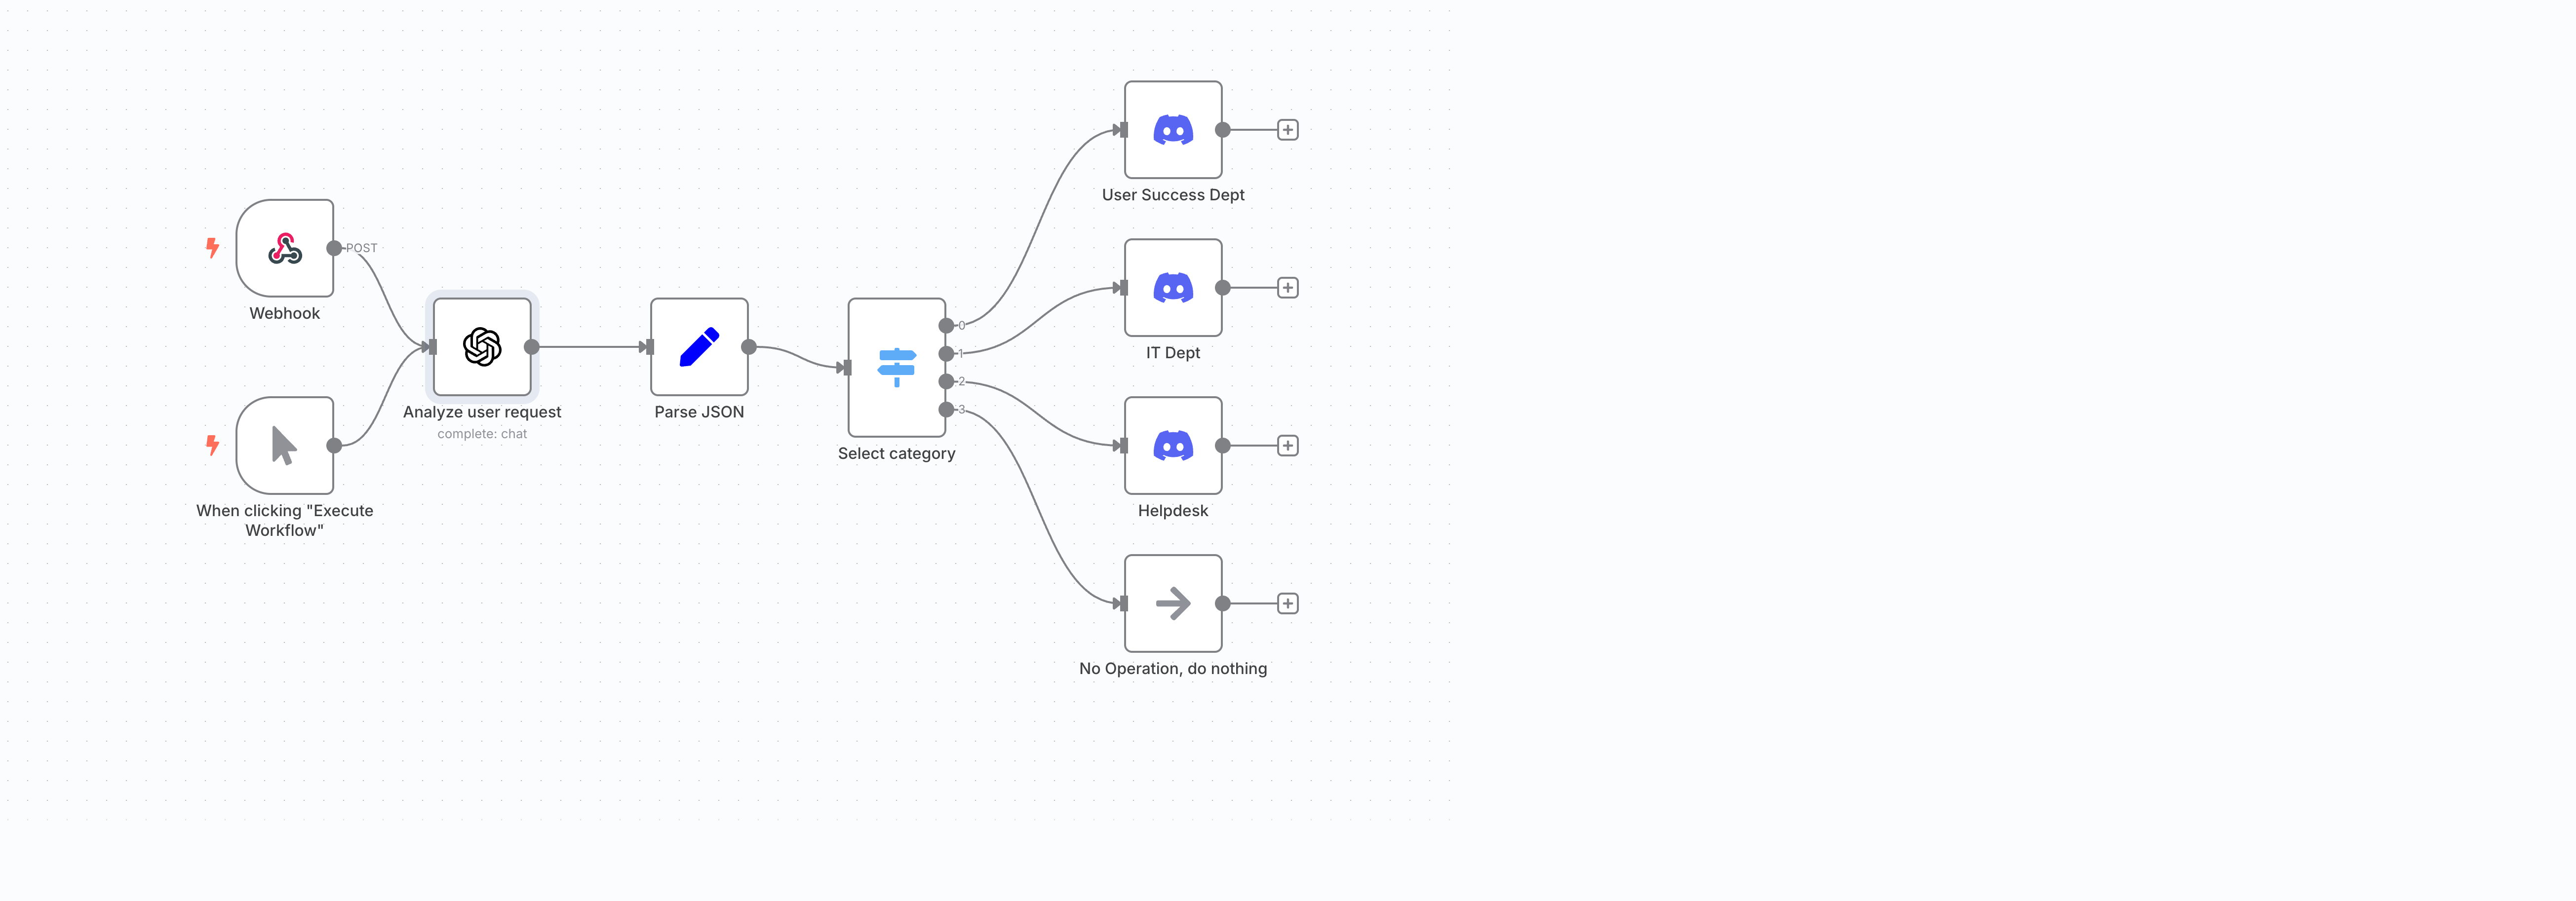 User Success Dept
POST
Webhook
IT Dept
0
1
2
3
Analyze user request
complete: chat
Parse JSON
Select category
When clicking "Execute
Workflow"
Helpdesk
No Operation, do nothing